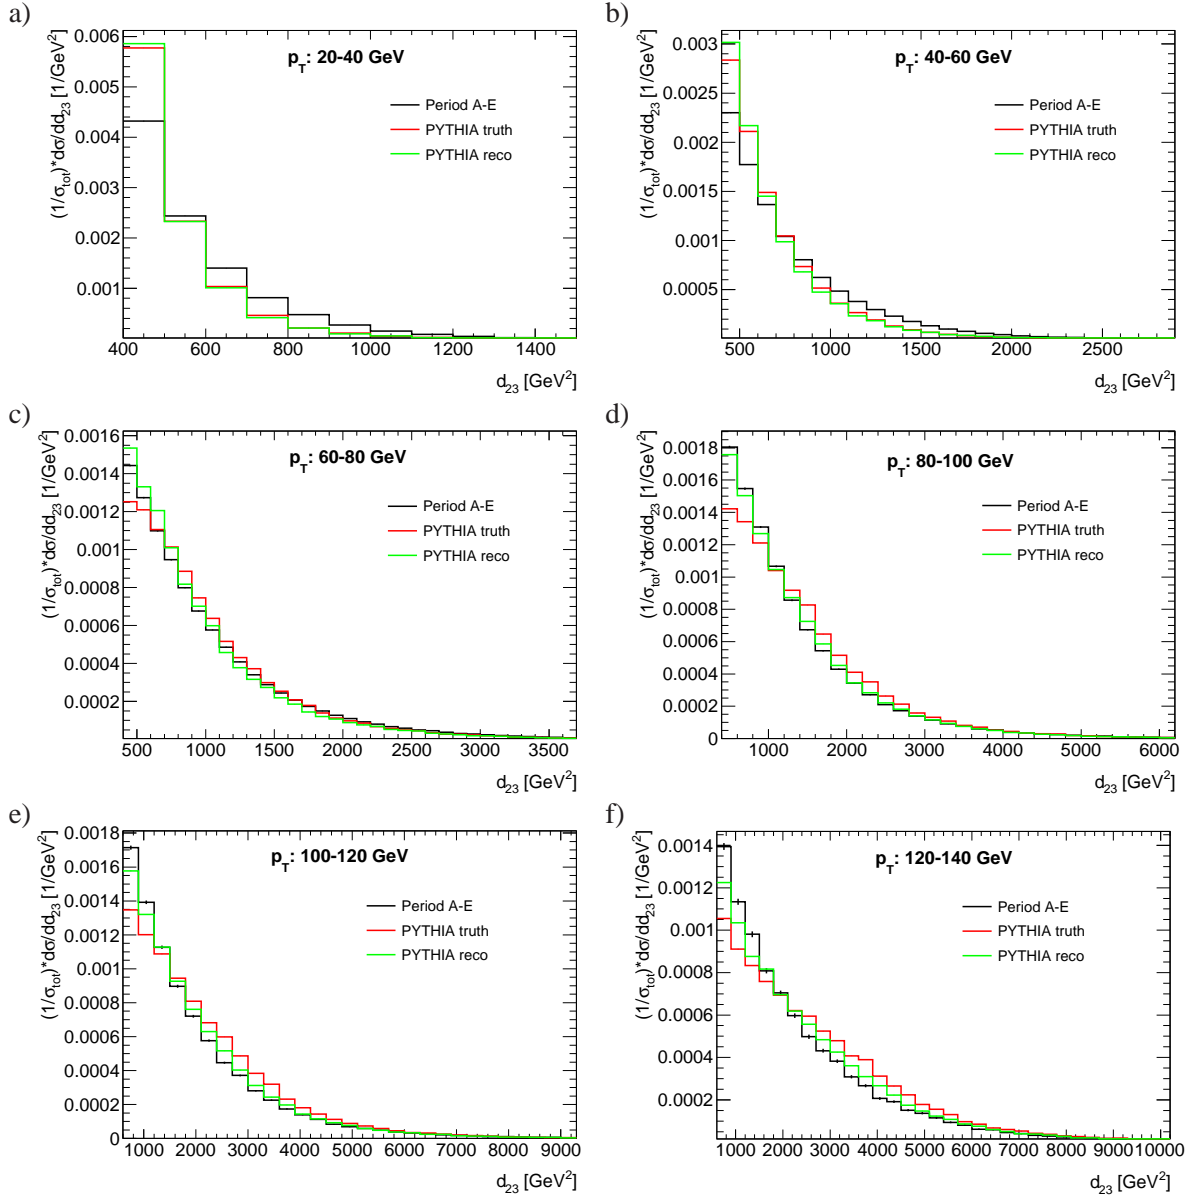 a)
(1/σtot)*dσ/dd23 [1/GeV2]
0.006
0.005
0.004
0.003
0.002
0.001
pT: 20-40 GeV
Period A-E
PYTHIA truth
PYTHIA reco
400 600 800 1000 1200 1400
d23 [GeV2]
b)
(1/σtot)*dσ/dd23 [1/GeV2]
0.003
0.0025
0.002
0.0015
0.001
0.0005
pT: 40-60 GeV
Period A-E
PYTHIA truth
PYTHIA reco
500 1000 1500 2000 2500
d23 [GeV2]
c)
(1/σtot)*dσ/dd23 [1/GeV2]
0.0016
0.0014
0.0012
0.001
0.0008
0.0006
0.0004
0.0002
pT: 60-80 GeV
Period A-E
PYTHIA truth
PYTHIA reco
500 1000 1500 2000 2500 3000 3500
d23 [GeV2]
d)
(1/σtot)*dσ/dd23 [1/GeV2]
0.0018
0.0016
0.0014
0.0012
0.001
0.0008
0.0006
0.0004
0.0002
0
pT: 80-100 GeV
Period A-E
PYTHIA truth
PYTHIA reco
1000 2000 3000 4000 5000 6000
d23 [GeV2]
e)
(1/σtot)*dσ/dd23 [1/GeV2]
0.0018
0.0016
0.0014
0.0012
0.001
0.0008
0.0006
0.0004
0.0002
0
pT: 100-120 GeV
Period A-E
PYTHIA truth
PYTHIA reco
1000 2000 3000 4000 5000 6000 7000 8000 9000
d23 [GeV2]
f)
(1/σtot)*dσ/dd23 [1/GeV2]
0.0014
0.0012
0.001
0.0008
0.0006
0.0004
0.0002
pT: 120-140 GeV
Period A-E
PYTHIA truth
PYTHIA reco
1000 2000 3000 4000 5000 6000 7000 8000 9000 10000
d23 [GeV2]